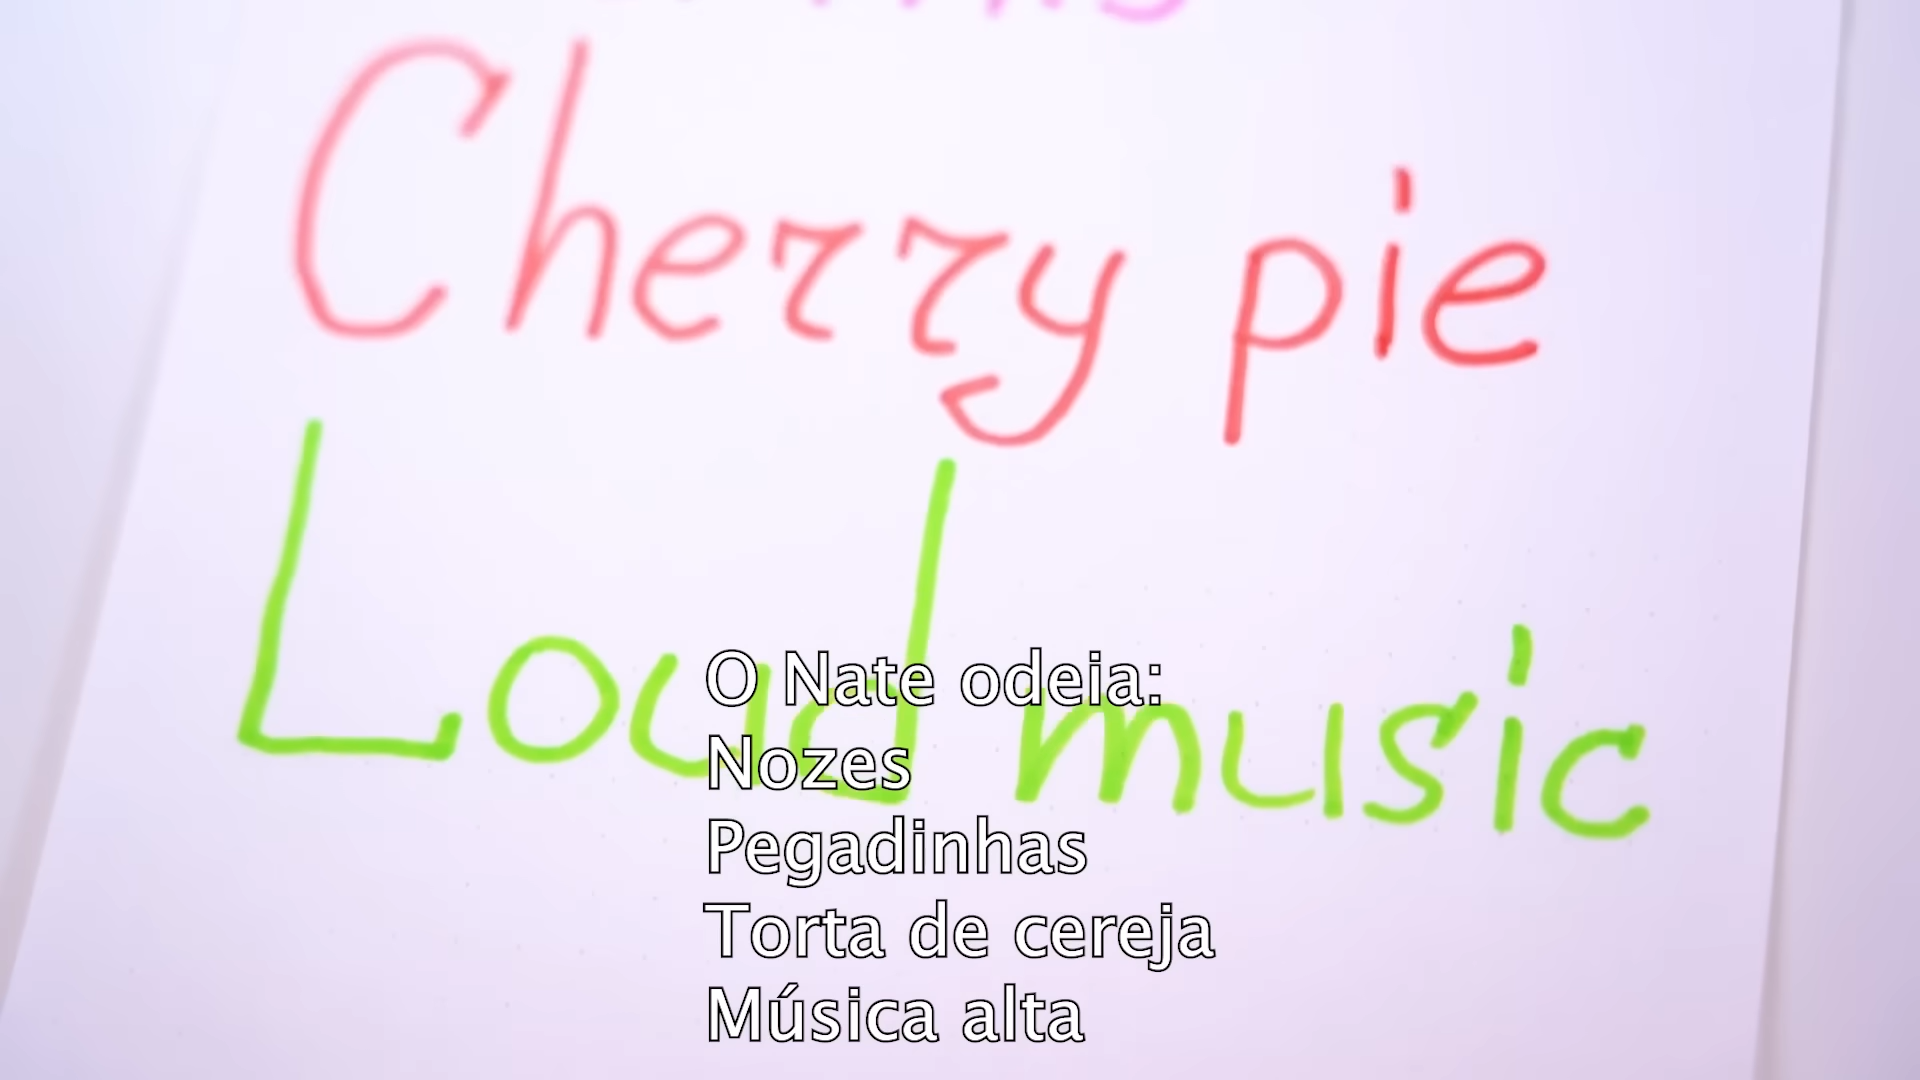 Cherry pie
Loud music
O Nate odeia:
Nozes
Pegadinhas
Torta de cereja
Música alta